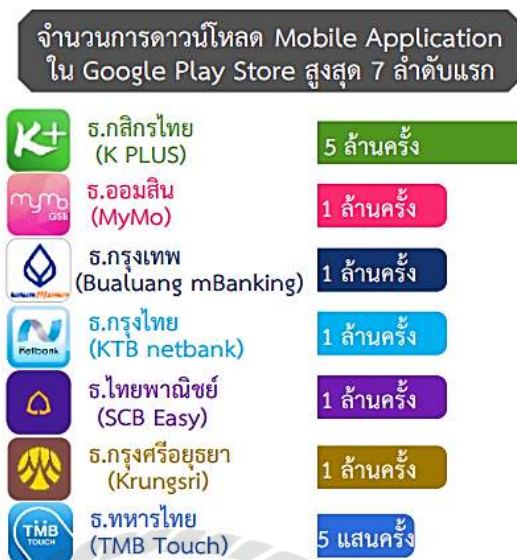 จำนวนการดาวน์โหลด Mobile Application
ใน Google Play Store สูงสุด 7 ลำดับแรก
K+
ธ.กสิกรไทย
(K PLUS)
5 ล้านครั้ง
mymo
GSB
ธ.ออมสิน
(MyMo)
1 ล้านครั้ง
ธ.กรุงเทพ
(Bualuang mBanking)
1 ล้านครั้ง
Netbank
ธ.กรุงไทย
(KTB netbank)
1 ล้านครั้ง
ธ.ไทยพาณิชย์
(SCB Easy)
1 ล้านครั้ง
ธ.กรุงศรีอยุธยา
(Krungsri)
1 ล้านครั้ง
TMB
TOUCH
ธ.ทหารไทย
(TMB Touch)
5 แสนครั้ง